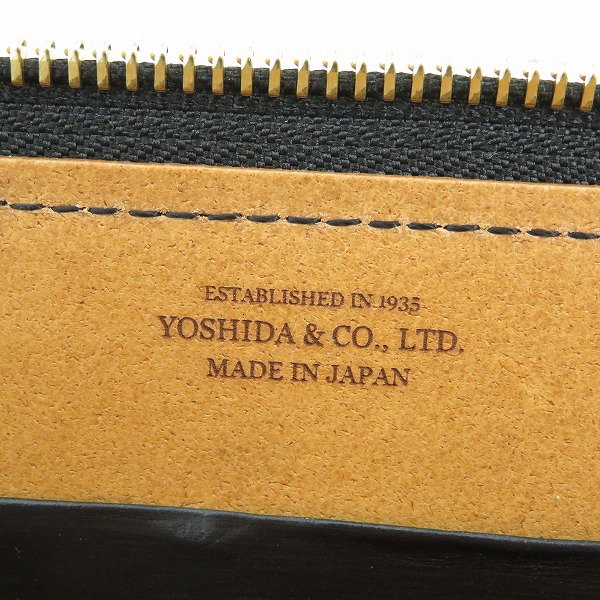 ESTABLISHED IN 1935
YOSHIDA & CO., LTD.
MADE IN JAPAN